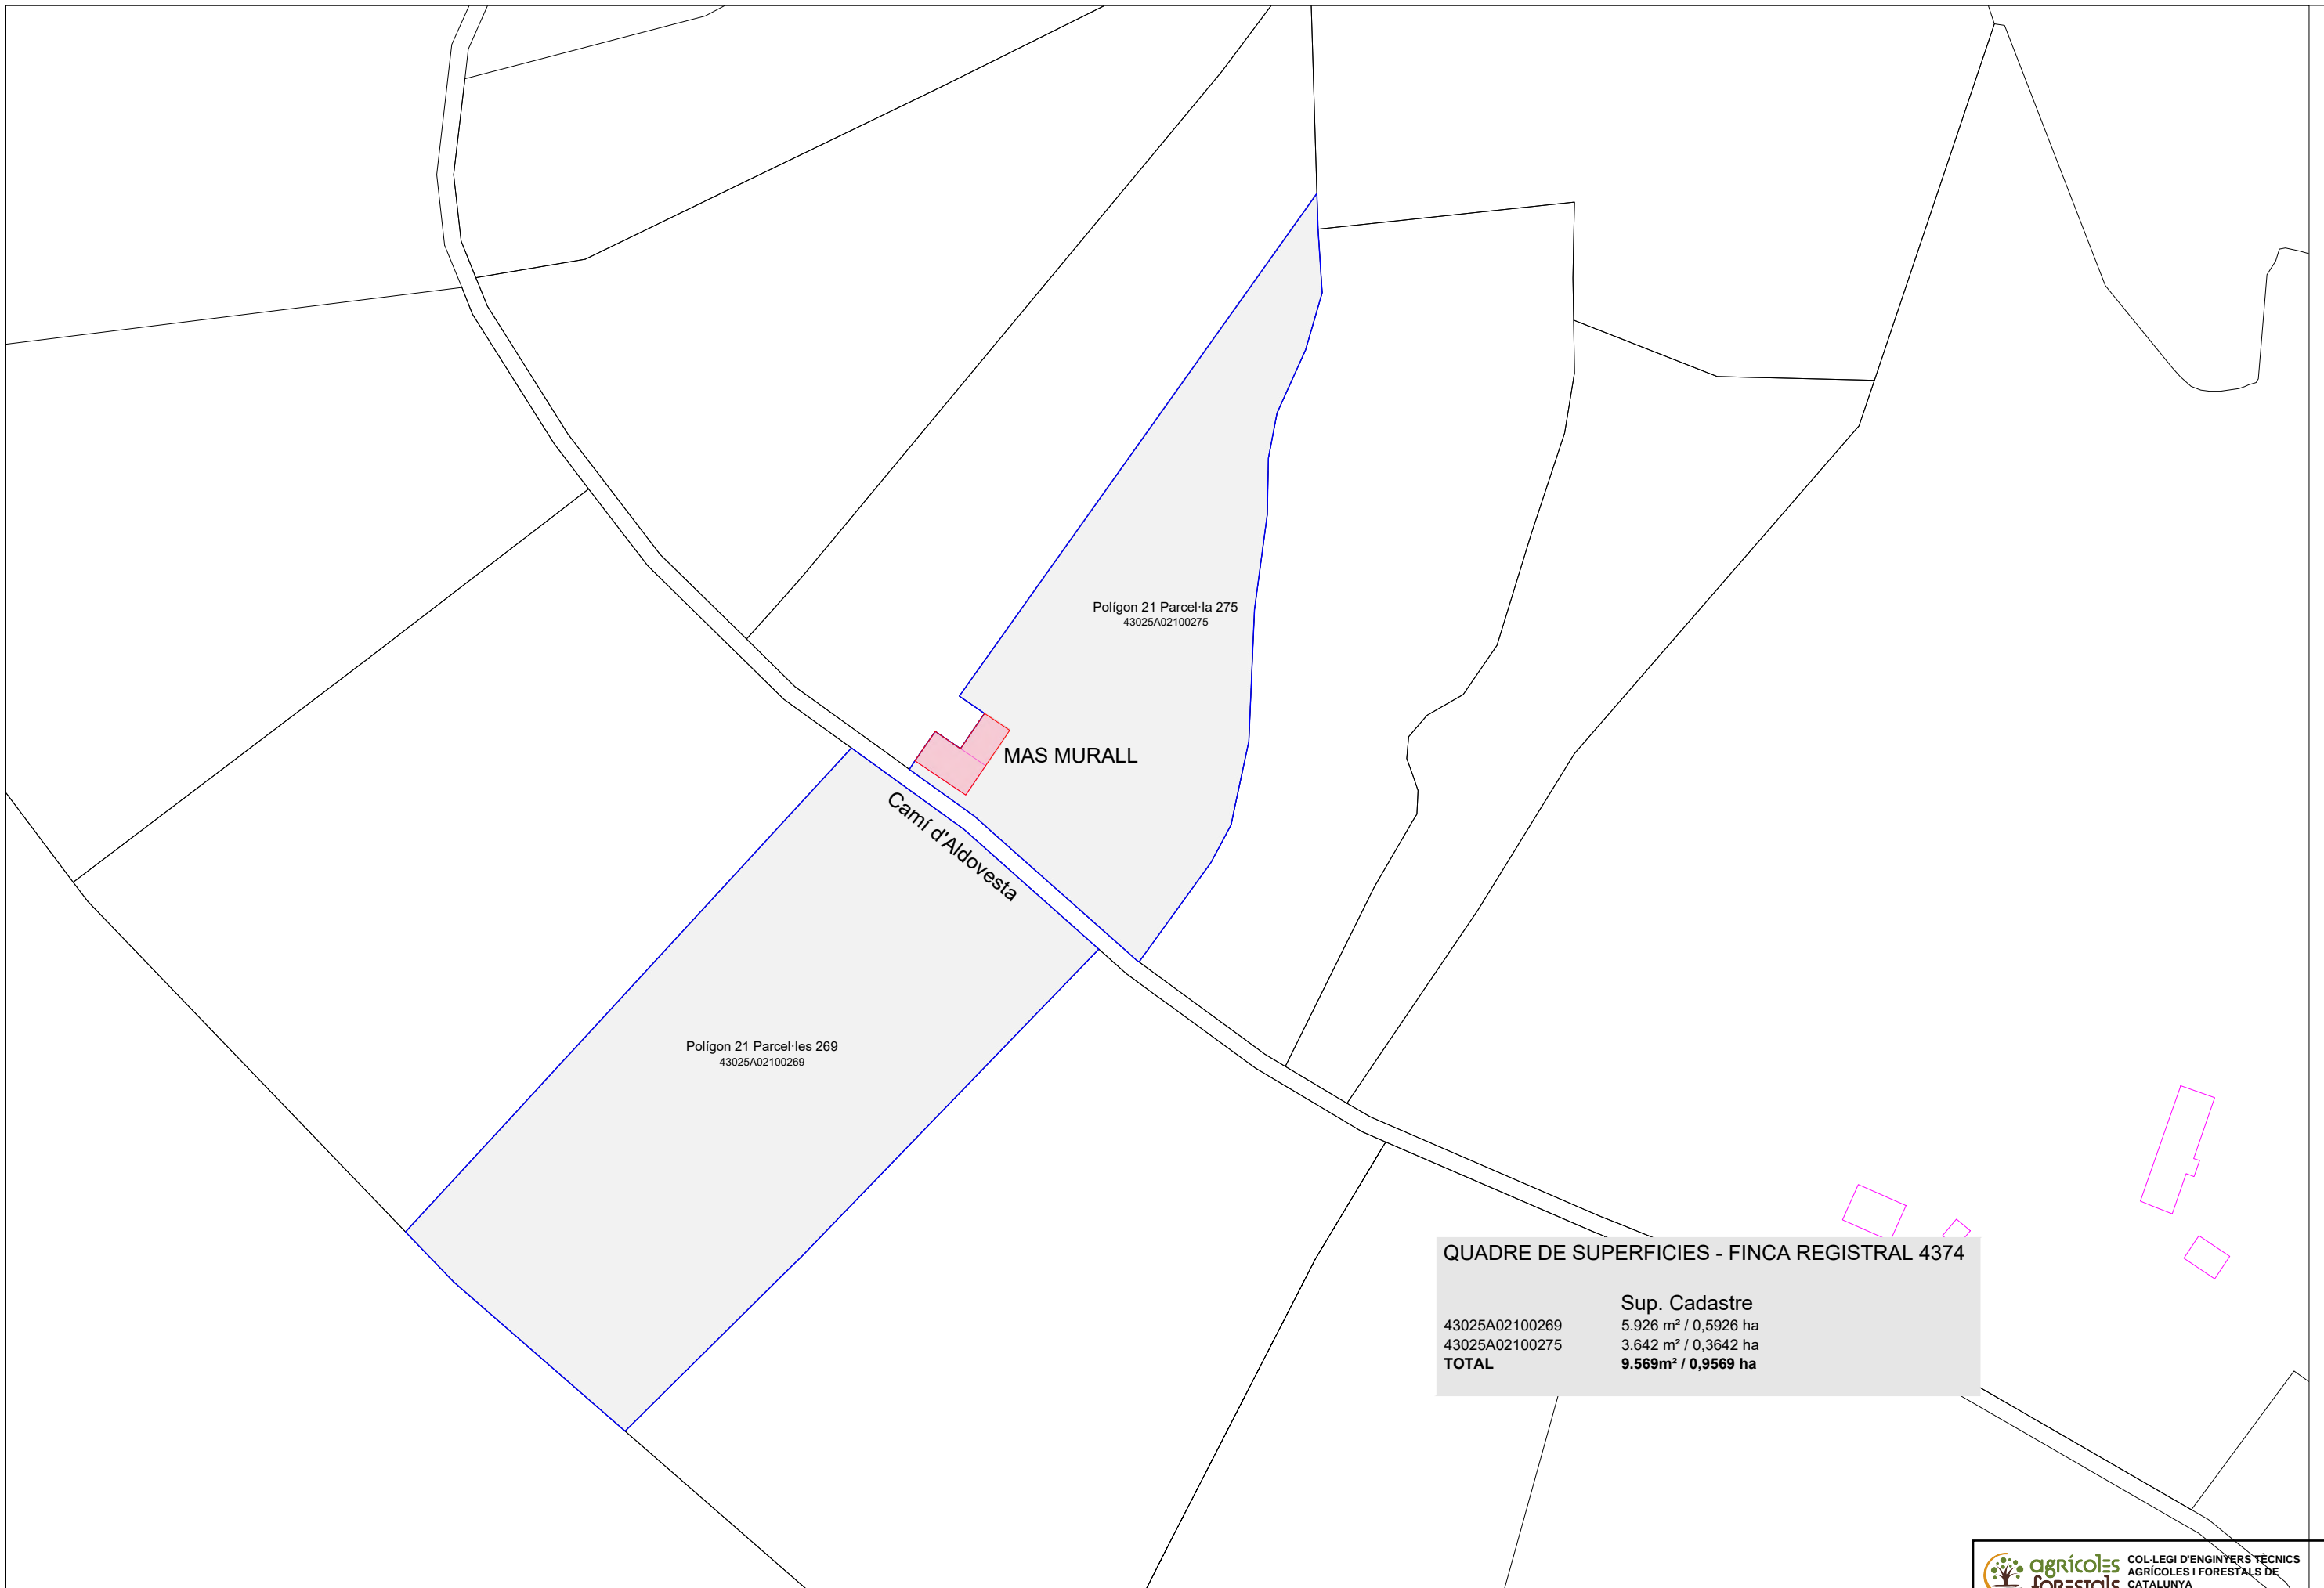 Polígon 21 Parcel·la 275
43025A02100275
MAS MURALL
Camí d'Aldovesta
Polígon 21 Parcel·les 269
43025A02100269
QUADRE DE SUPERFICIES - FINCA REGISTRAL 4374
Sup. Cadastre
43025A02100269 5.926 m² / 0,5926 ha
43025A02100275 3.642 m² / 0,3642 ha
TOTAL 9.569m² / 0,9569 ha
agrícoles
forestals
COL·LEGI D'ENGINYERS TÈCNICS
AGRÍCOLES I FORESTALS DE
CATALUNYA